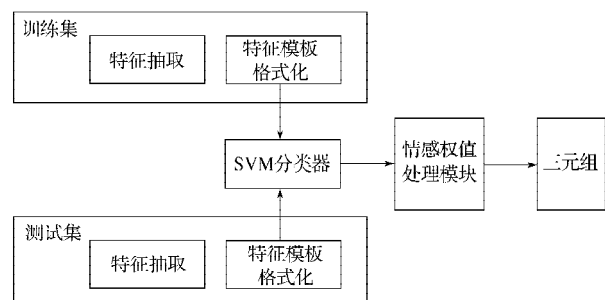 训练集
特征抽取
特征模板
格式化
SVM分类器
情感权值
处理模块
三元组
测试集
特征抽取
特征模板
格式化